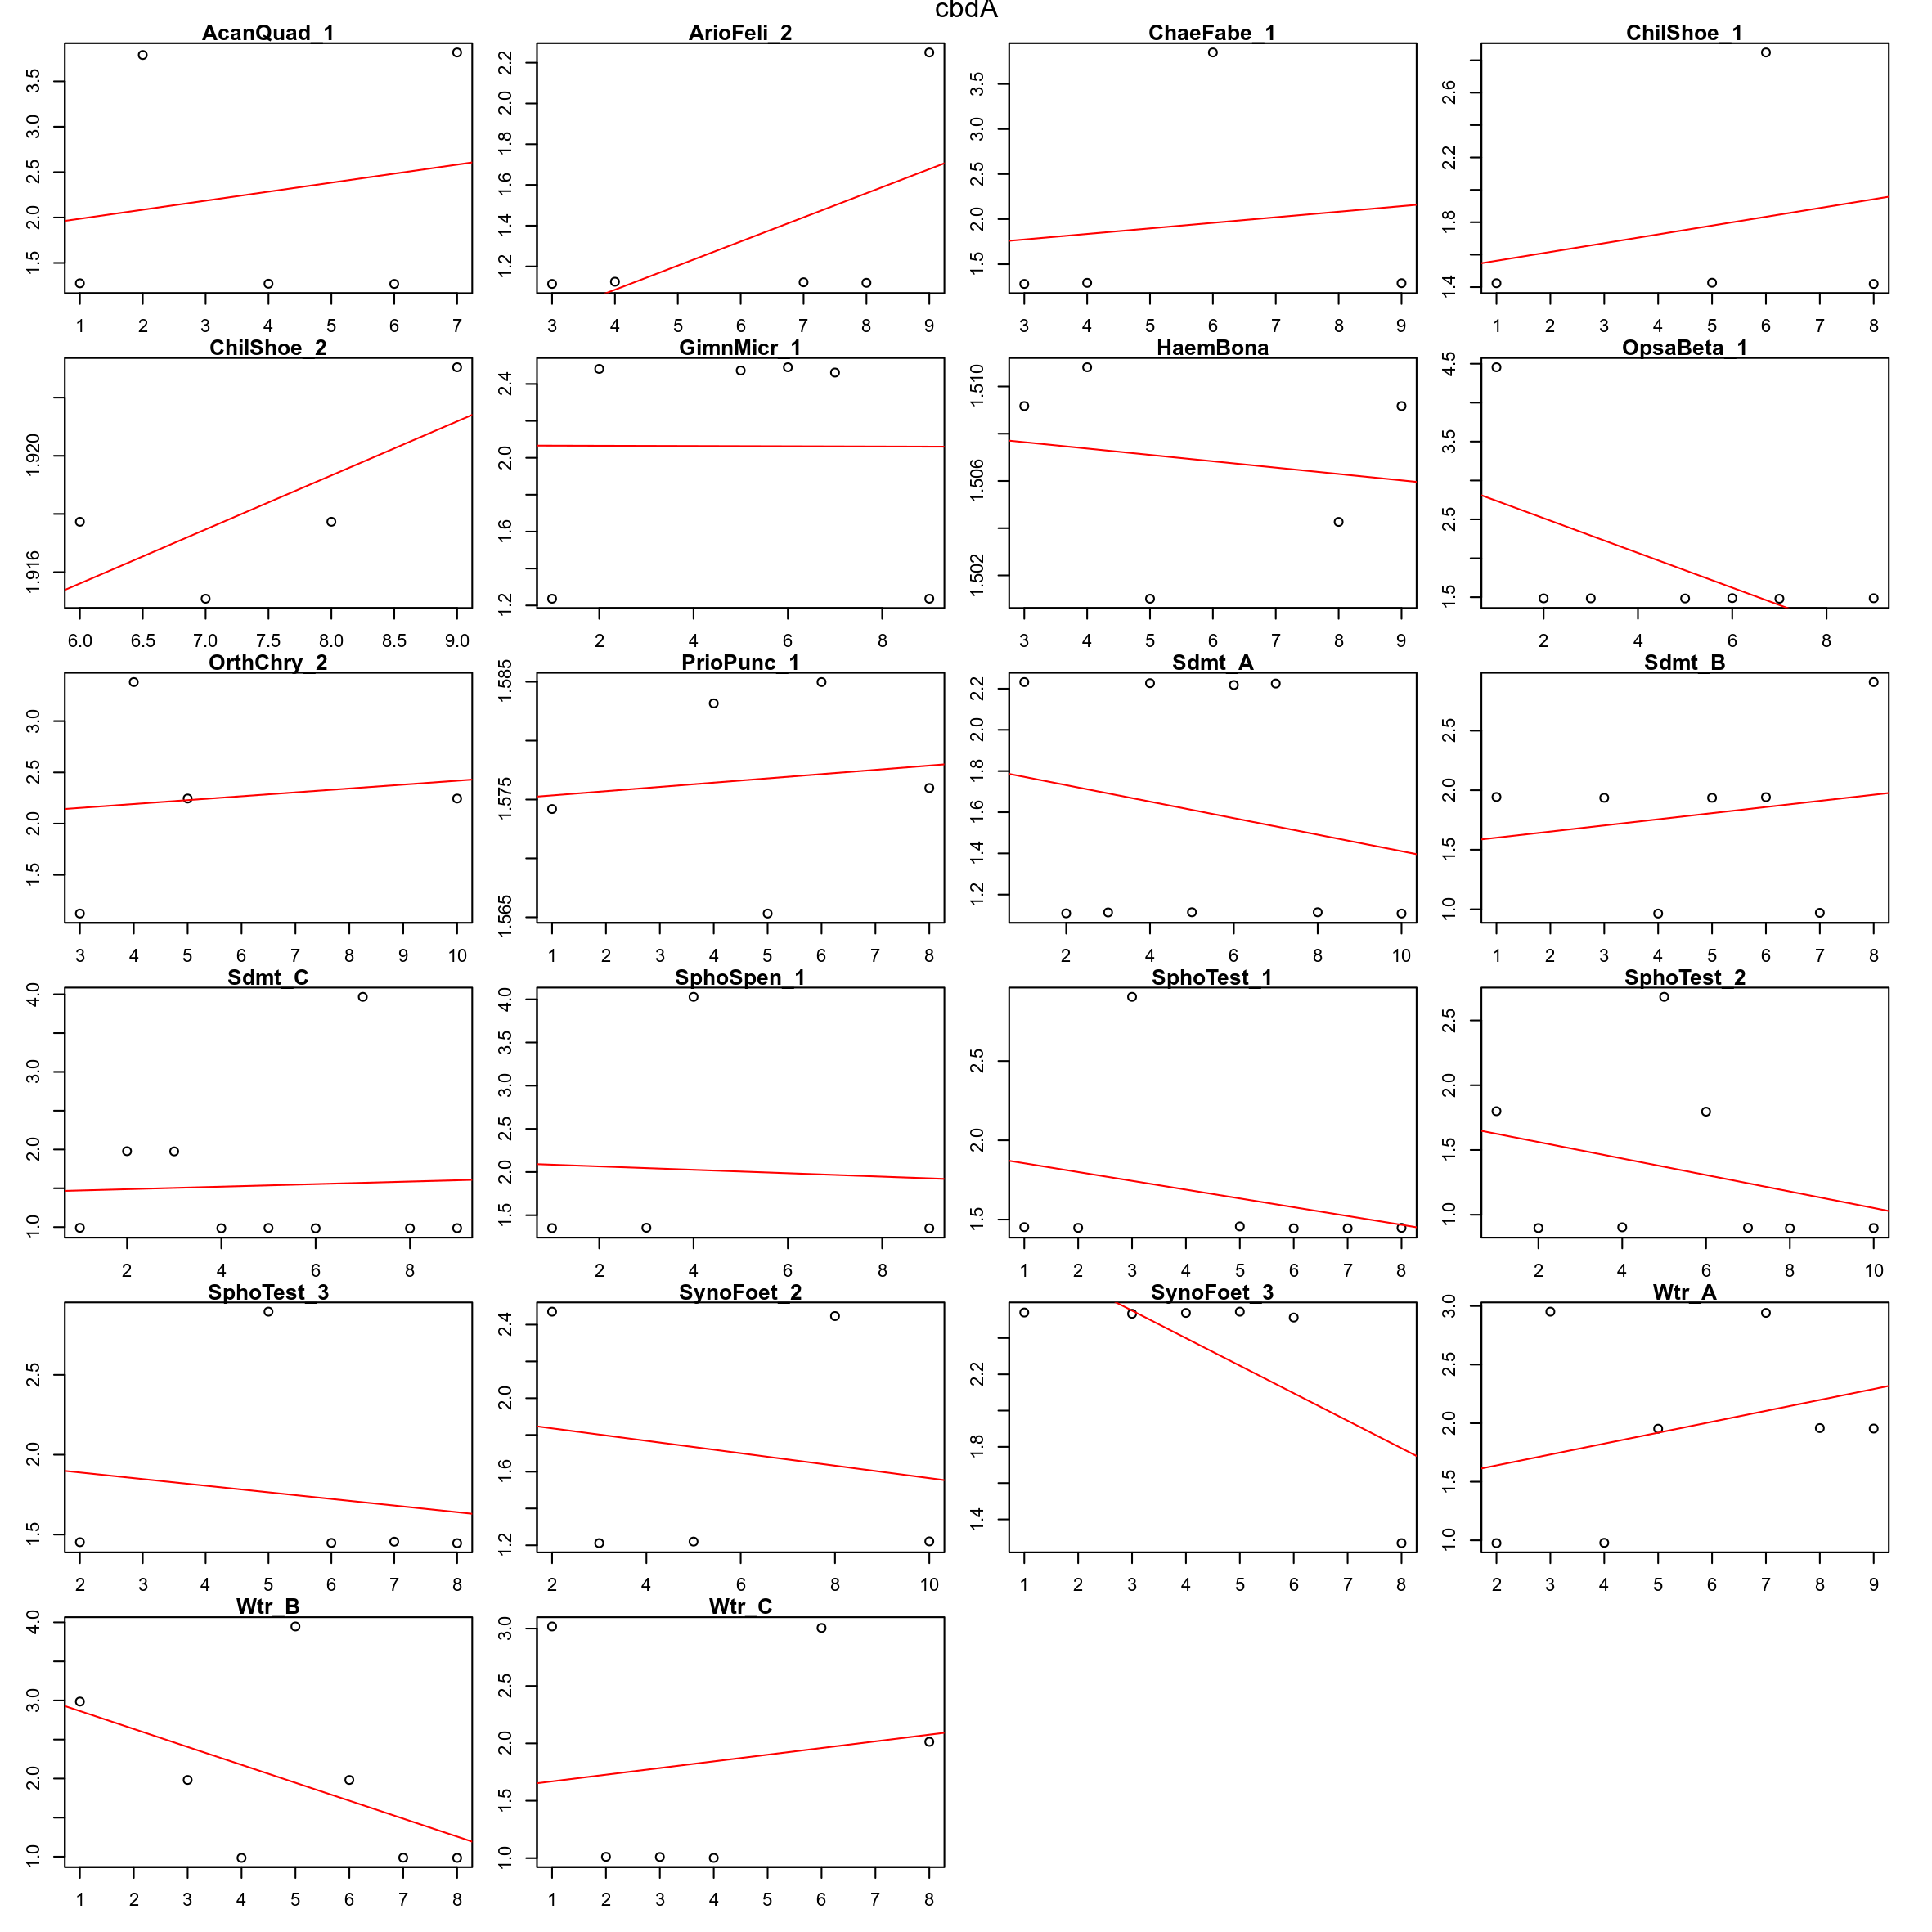 cbdA
AcanQuad_1
3.5
3.0
2.5
2.0
1.5
1 2 3 4 5 6 7
ArioFeli_2
2.2
2.0
1.8
1.6
1.4
1.2
3 4 5 6 7 8 9
ChaeFabe_1
3.5
3.0
2.5
2.0
1.5
3 4 5 6 7 8 9
ChilShoe_1
2.6
2.2
1.8
1.4
1 2 3 4 5 6 7 8
ChilShoe_2
1.920
1.916
6.0 6.5 7.0 7.5 8.0 8.5 9.0
GimnMicr_1
2.4
2.0
1.6
1.2
2 4 6 8
HaemBona
1.510
1.506
1.502
3 4 5 6 7 8 9
OpsaBeta_1
4.5
3.5
2.5
1.5
2 4 6 8
OrthChry_2
3.0
2.5
2.0
1.5
3 4 5 6 7 8 9 10
PrioPunc_1
1.585
1.575
1.565
1 2 3 4 5 6 7 8
Sdmt_A
2.2
2.0
1.8
1.6
1.4
1.2
2 4 6 8 10
Sdmt_B
2.5
2.0
1.5
1.0
1 2 3 4 5 6 7 8
Sdmt_C
4.0
3.0
2.0
1.0
2 4 6 8
SphoSpen_1
4.0
3.5
3.0
2.5
2.0
1.5
2 4 6 8
SphoTest_1
2.5
2.0
1.5
1 2 3 4 5 6 7 8
SphoTest_2
2.5
2.0
1.5
1.0
2 4 6 8 10
SphoTest_3
2.5
2.0
1.5
2 3 4 5 6 7 8
SynoFoet_2
2.4
2.0
1.6
1.2
2 4 6 8 10
SynoFoet_3
2.2
1.8
1.4
1 2 3 4 5 6 7 8
Wtr_A
3.0
2.5
2.0
1.5
1.0
2 3 4 5 6 7 8 9
Wtr_B
4.0
3.0
2.0
1.0
1 2 3 4 5 6 7 8
Wtr_C
3.0
2.5
2.0
1.5
1.0
1 2 3 4 5 6 7 8